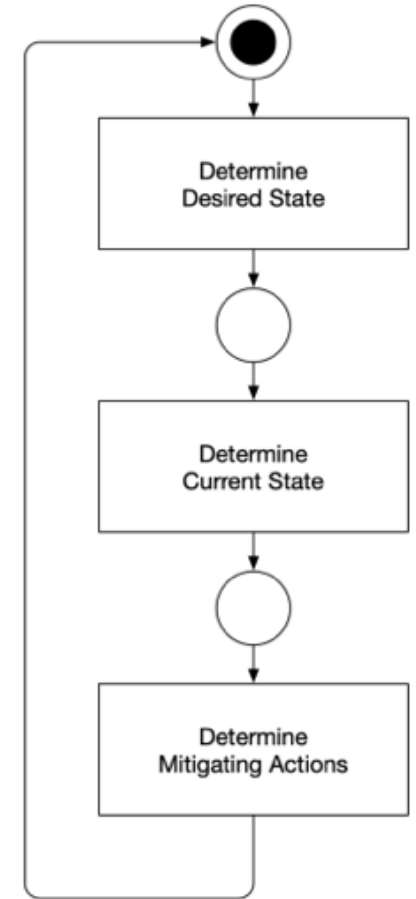 Determine
Desired State
Determine
Current State
Determine
Mitigating Actions